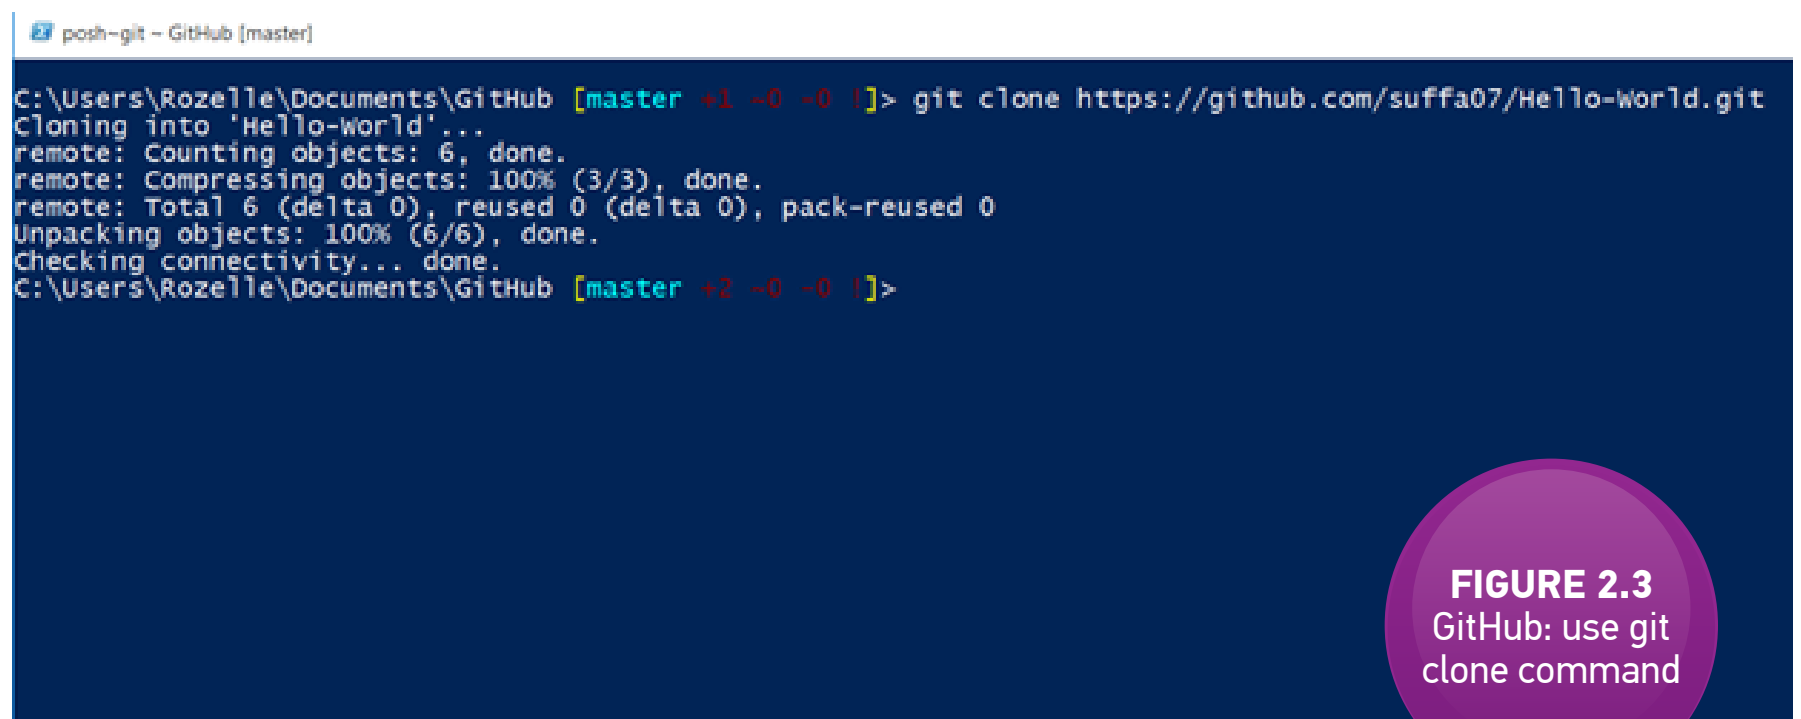 posh~git ~ GitHub [master]
C:\Users\Rozelle\Documents\GitHub [master +1 ~0 -0 !]> git clone https://github.com/suffa07/Hello-World.git
Cloning into 'Hello-World'...
remote: Counting objects: 6, done.
remote: Compressing objects: 100% (3/3), done.
remote: Total 6 (delta 0), reused 0 (delta 0), pack-reused 0
Unpacking objects: 100% (6/6), done.
Checking connectivity... done.
C:\Users\Rozelle\Documents\GitHub [master +2 ~0 -0 !]>
FIGURE 2.3
GitHub: use git
clone command